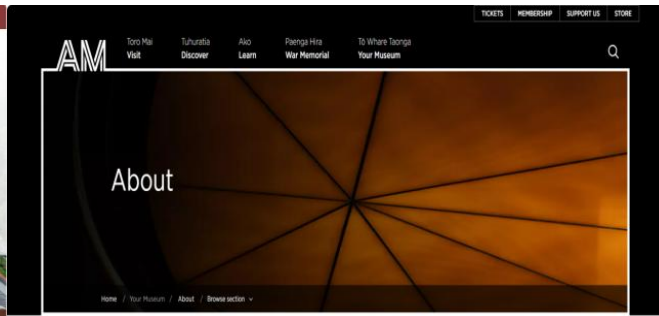 TICKETS MEMBERSHIP SUPPORT US STORE
AM
Toro Mai Tuhuratia Ako Paenga Hira Tō Whare Taonga
Visit Discover Learn War Memorial Your Museum
About
Home / Your Museum / About / Browse section